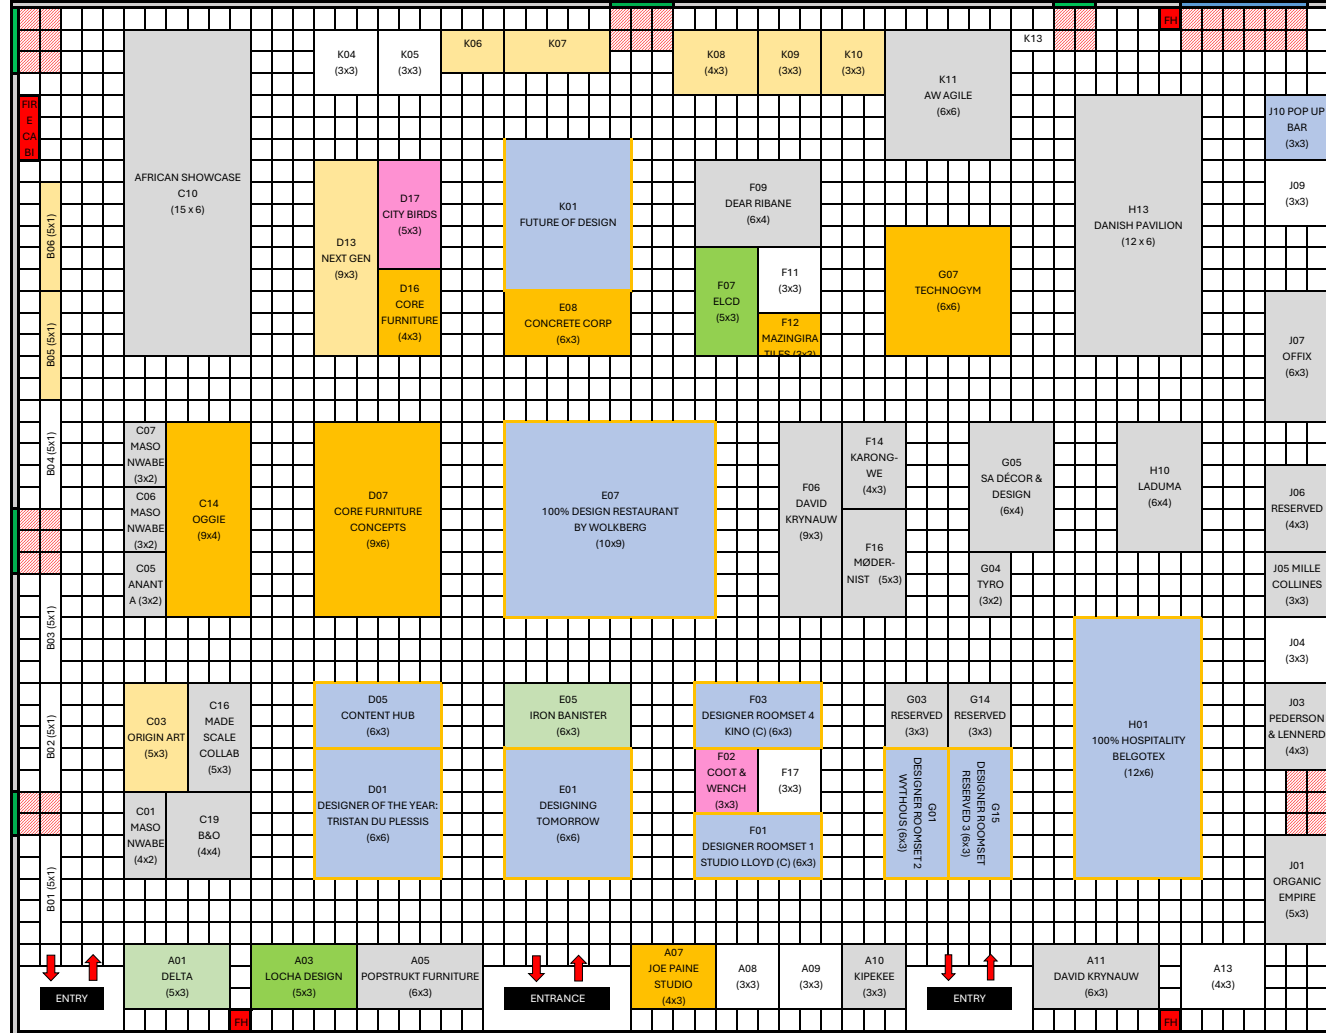 FH
K13
K04
(3x3)
K05
(3x3)
K06
K07
K08
(4x3)
K09
(3x3)
K10
(3x3)
K11
AW AGILE
(6x6)
FIR
E
CA
BI
J10 POP UP
BAR
(3x3)
AFRICAN SHOWCASE
C10
(15 x 6)
D17
CITY BIRDS
(5x3)
K01
FUTURE OF DESIGN
F09
DEAR RIBANE
(6x4)
H13
DANISH PAVILION
(12 x 6)
J09
(3x3)
B06 (5x1)
D13
NEXT GEN
(9x3)
D16
CORE
FURNITURE
(4x3)
E08
CONCRETE CORP
(6x3)
F07
ELCD
(5x3)
F11
(3x3)
F12
MAZINGIRA
TILES (2x3)
G07
TECHNOGYM
(6x6)
B05 (5x1)
J07
OFFIX
(6x3)
B04 (5x1)
C07
MASO
NWABE
(3x2)
C06
MASO
NWABE
(3x2)
C05
ANANT
A (3x2)
C14
OGGIE
(9x4)
D07
CORE FURNITURE
CONCEPTS
(9x6)
E07
100% DESIGN RESTAURANT
BY WOLKBERG
(10x9)
F06
DAVID
KRYNAUW
(9x3)
F14
KARONG-
WE
(4x3)
F16
MØDER-
NIST (5x3)
G05
SA DÉCOR &
DESIGN
(6x4)
G04
TYRO
(3x2)
H10
LADUMA
(6x4)
J06
RESERVED
(4x3)
J05 MILLE
COLLINES
(3x3)
B03 (5x1)
J04
(3x3)
B02 (5x1)
C03
ORIGIN ART
(5x3)
C16
MADE
SCALE
COLLAB
(5x3)
D05
CONTENT HUB
(6x3)
E05
IRON BANISTER
(6x3)
F03
DESIGNER ROOMSET 4
KINO (C) (6x3)
G03
RESERVED
(3x3)
G14
RESERVED
(3x3)
H01
100% HOSPITALITY
BELGOTEX
(12x6)
J03
PEDERSON
& LENNERD
(4x3)
F02
COOT &
WENCH
(3x3)
F17
(3x3)
C01
MASO
NWABE
(4x2)
C19
B&O
(4x4)
D01
DESIGNER OF THE YEAR:
TRISTAN DU PLESSIS
(6x6)
E01
DESIGNING
TOMORROW
(6x6)
F01
DESIGNER ROOMSET 1
STUDIO LLOYD (C) (6x3)
G01
DESIGNER ROOMSET 2
WYTHOUS (6x3)
G15
DESIGNER ROOMSET
RESERVED 3 (6x3)
B01 (5x1)
J01
ORGANIC
EMPIRE
(5x3)
A01
DELTA
(5x3)
A03
LOCHA DESIGN
(5x3)
A05
POPSTRUKT FURNITURE
(6x3)
A07
JOE PAINE
STUDIO
(4x3)
A08
(3x3)
A09
(3x3)
A10
KIPEKEE
(3x3)
A11
DAVID KRYNAUW
(6x3)
A13
(4x3)
ENTRY
ENTRANCE
ENTRY
FH
FH